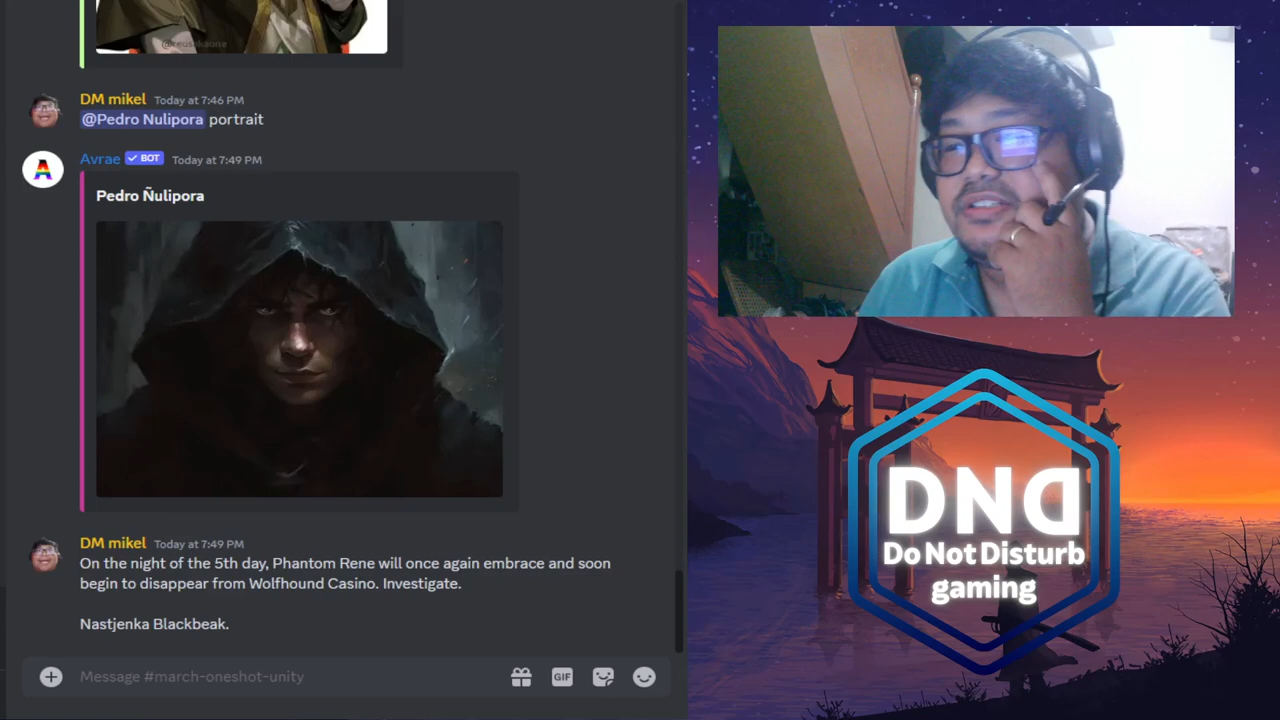 @reusakaone
DM mikel Today at 7:46 PM
@Pedro Nulipora portrait
A
Avrae BOT Today at 7:49 PM
Pedro Ñulipora
DM mikel Today at 7:49 PM
On the night of the 5th day, Phantom Rene will once again embrace and soon
begin to disappear from Wolfhound Casino. Investigate.
Nastjenka Blackbeak.
Message #march-oneshot-unity
GIF
DND
Do Not Disturb
gaming